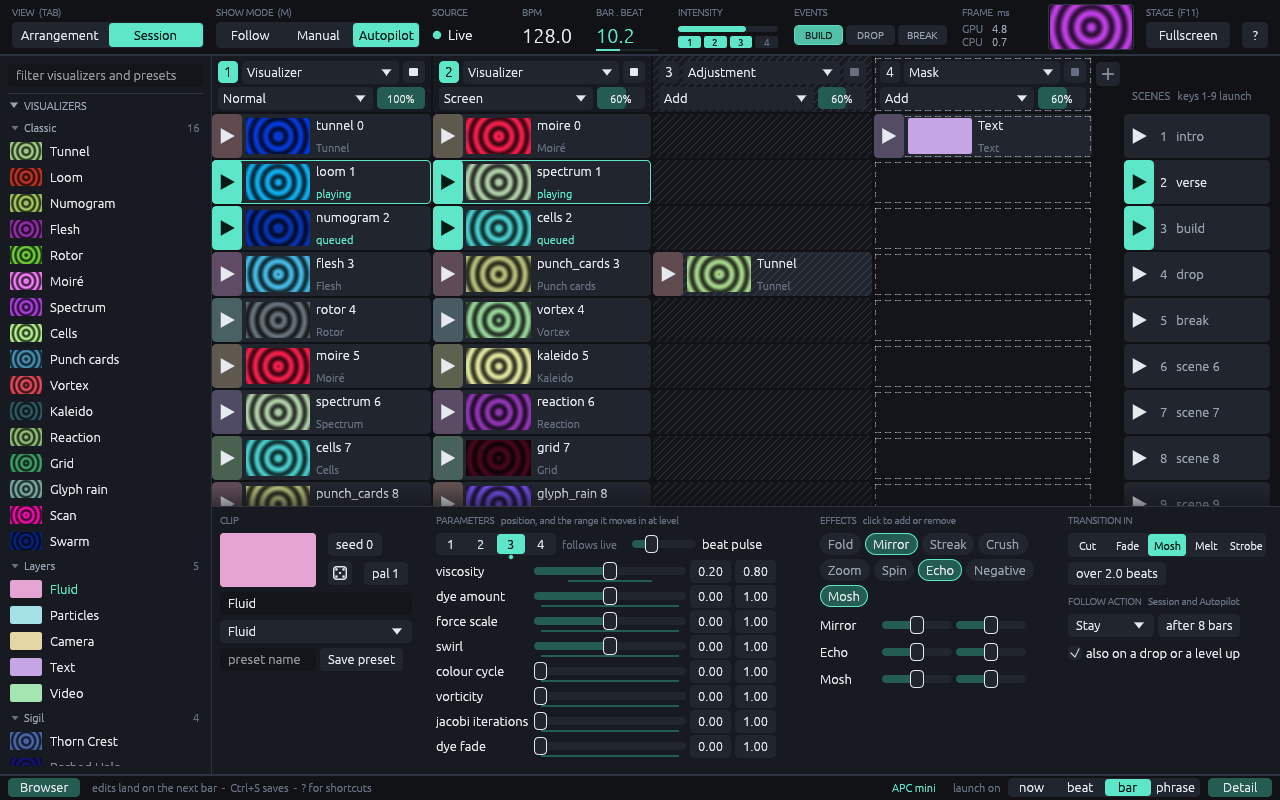 VIEW (TAB) SHOW MODE (M) SOURCE BPM BAR . BEAT INTENSITY EVENTS FRAME ms STAGE (F11)
Arrangement Session Follow Manual Autopilot Live 128.0 10.2 1 2 3 4 BUILD DROP BREAK GPU 4.8 CPU 0.7 Fullscreen ?
filter visualizers and presets
1 Visualizer 2 Visualizer 3 Adjustment 4 Mask +
Normal 100% Screen 60% Add 60% Add 60%
SCENES keys 1-9 launch
VISUALIZERS
Classic 16
Tunnel
Loom
Numogram
Flesh
Rotor
Moiré
Spectrum
Cells
Punch cards
Vortex
Kaleido
Reaction
Grid
Glyph rain
Scan
Swarm
Layers 5
Fluid
Particles
Camera
Text
Video
Sigil 4
Thorn Crest
tunnel 0
Tunnel
loom 1
playing
numogram 2
queued
flesh 3
Flesh
rotor 4
Rotor
moire 5
Moiré
spectrum 6
Spectrum
cells 7
Cells
punch_cards 8
moire 0
Moiré
spectrum 1
playing
cells 2
queued
punch_cards 3
Punch cards
vortex 4
Vortex
kaleido 5
Kaleido
reaction 6
Reaction
grid 7
Grid
glyph_rain 8
Tunnel
Tunnel
Text
Text
1 intro
2 verse
3 build
4 drop
5 break
6 scene 6
7 scene 7
8 scene 8
9 scene 9
CLIP
seed 0
pal 1
Fluid
Fluid
preset name Save preset
PARAMETERS position, and the range it moves in at level
1 2 3 4 follows live beat pulse
viscosity 0.20 0.80
dye amount 0.00 1.00
force scale 0.00 1.00
swirl 0.00 1.00
colour cycle 0.00 1.00
vorticity 0.00 1.00
jacobi iterations 0.00 1.00
dye fade 0.00 1.00
EFFECTS click to add or remove
Fold Mirror Streak Crush
Zoom Spin Echo Negative
Mosh
Mirror
Echo
Mosh
TRANSITION IN
Cut Fade Mosh Melt Strobe
over 2.0 beats
FOLLOW ACTION Session and Autopilot
Stay after 8 bars
also on a drop or a level up
Browser edits land on the next bar - Ctrl+S saves - ? for shortcuts APC mini launch on now beat bar phrase Detail